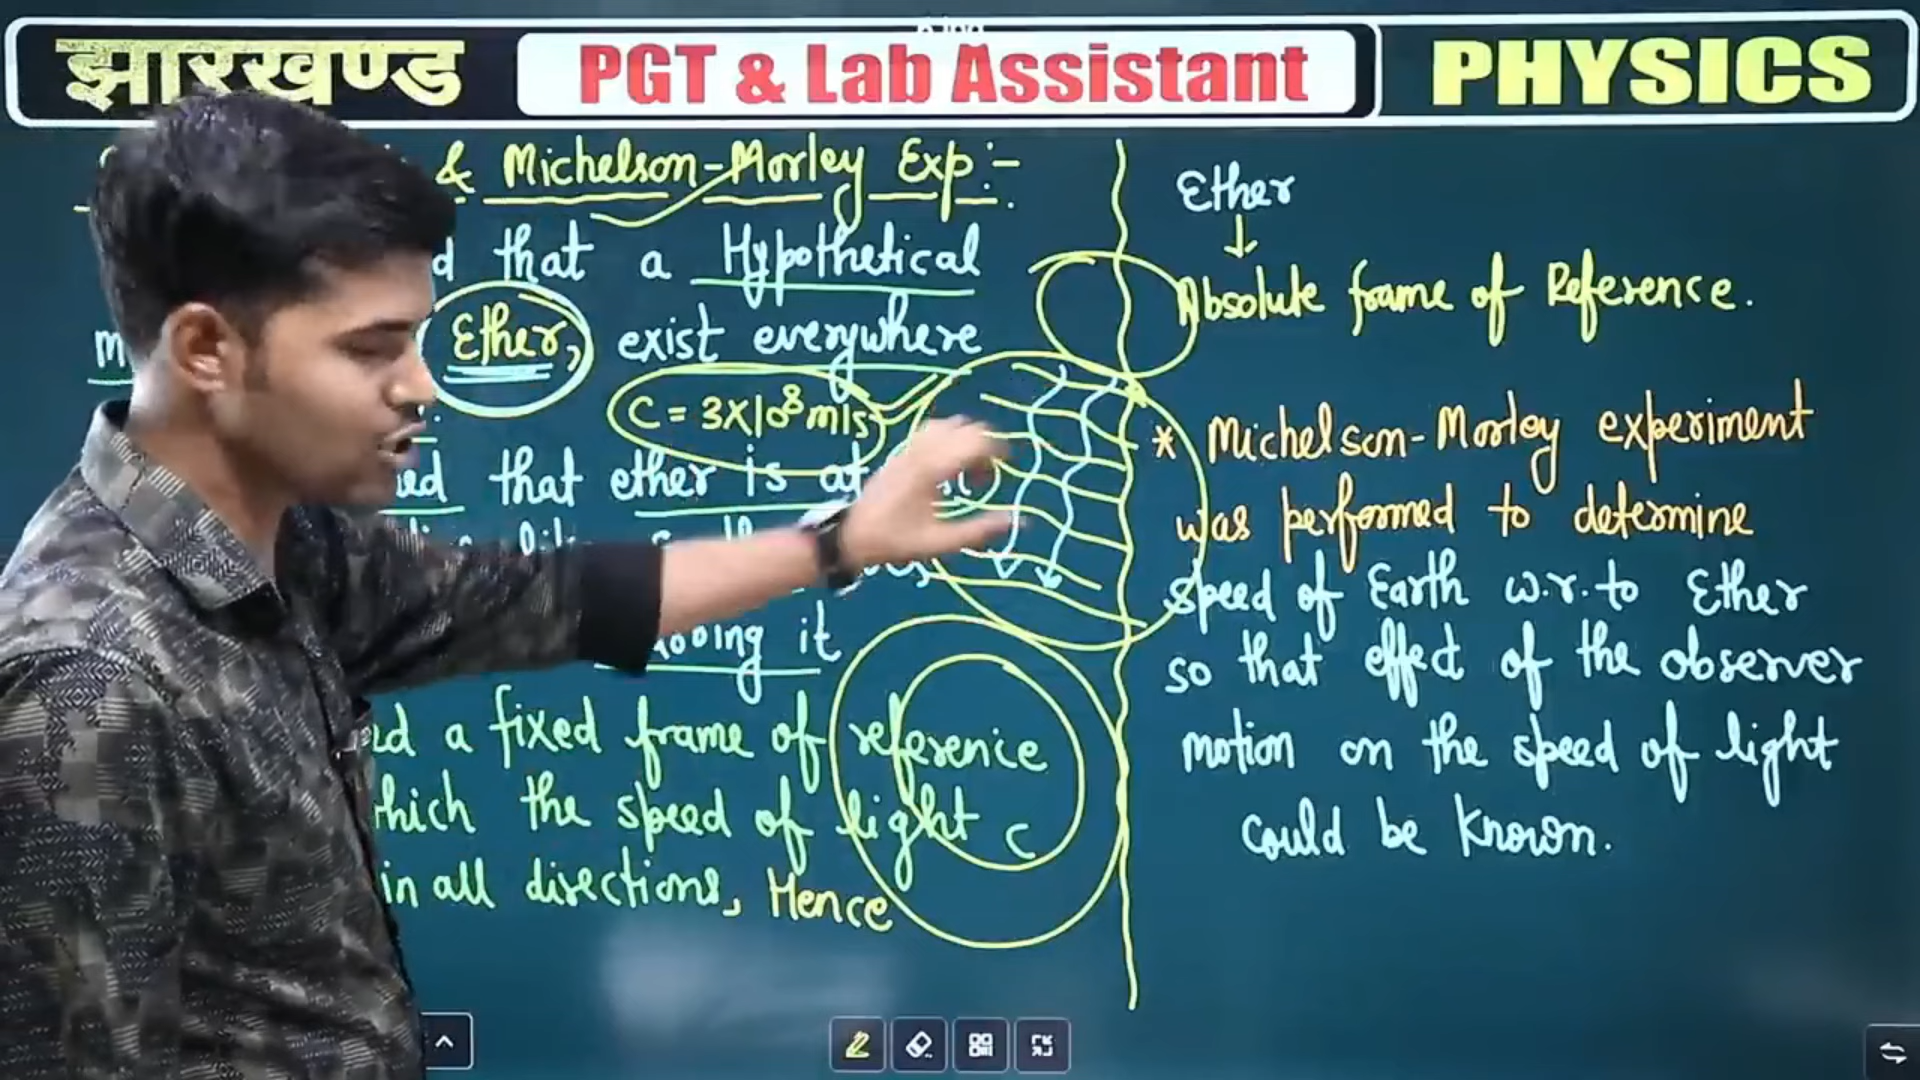 झारखण्ड PGT & Lab Assistant PHYSICS
& Michelson-Morley Exp:-
that a Hypothetical
Ether, exist everywhere
C = 3X10⁸m/s
that ether is at
it
a fixed frame of reference
the speed of light c
in all directions, Hence
Ether
↓
Absolute frame of Reference.
* Michelson-Morley experiment
was performed to determine
speed of Earth w.r.to Ether
so that effect of the observer
motion on the speed of light
could be known.